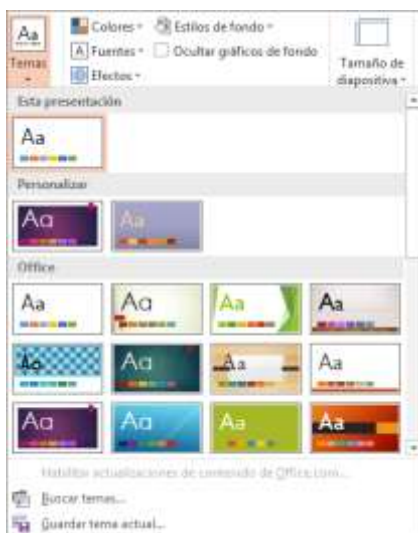 Aa
Temas
Colores
Fuentes
Efectos
Estilos de fondo
Ocultar gráficos de fondo
Tamaño de
diapositiva
Esta presentación
Aa
Personalizar
Aa Aa
Office
Aa Aa Aa Aa
Aa Aa Aa Aa
Aa Aa Aa Aa
Habilitar actualizaciones de contenido de Office.com...
Buscar temas...
Guardar tema actual...